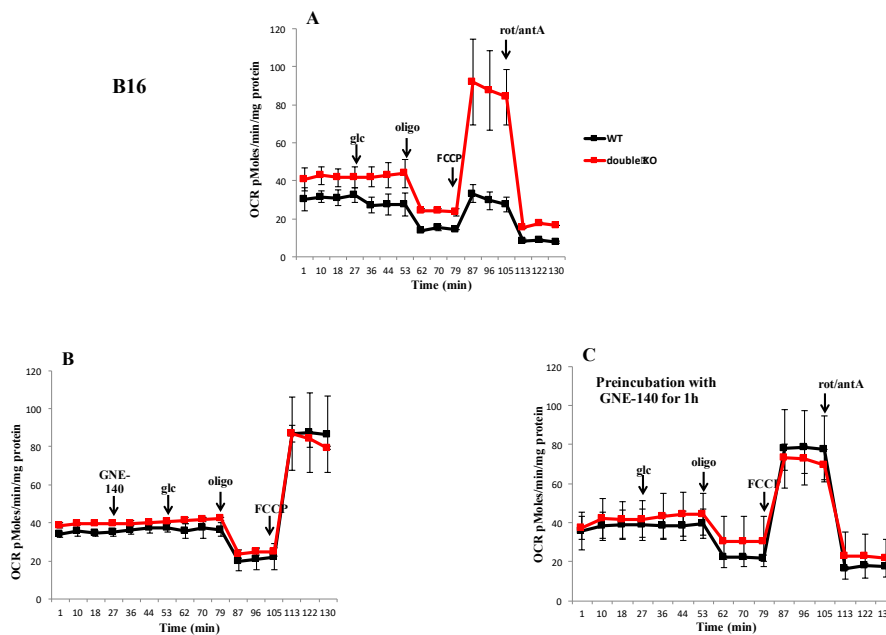 A
B16
rot/antA
OCR pMoles/min/mg protein
120
100
80
60
40
20
0
glc
oligo
FCCP
1 10 18 27 36 44 53 62 70 79 87 96 105 113 122 130
Time (min)
WT
double KO
B
OCR pMoles/min/mg protein
120
100
80
60
40
20
0
GNE-
140
glc
oligo
FCCP
1 10 18 27 36 44 53 62 70 79 87 96 105 113 122 130
Time (min)
C
Preincubation with
GNE-140 for 1h
rot/antA
OCR pMoles/min/mg protein
120
100
80
60
40
20
0
glc
oligo
FCC
1 10 18 27 36 44 53 62 70 79 87 96 105 113 122 13
Time (min)